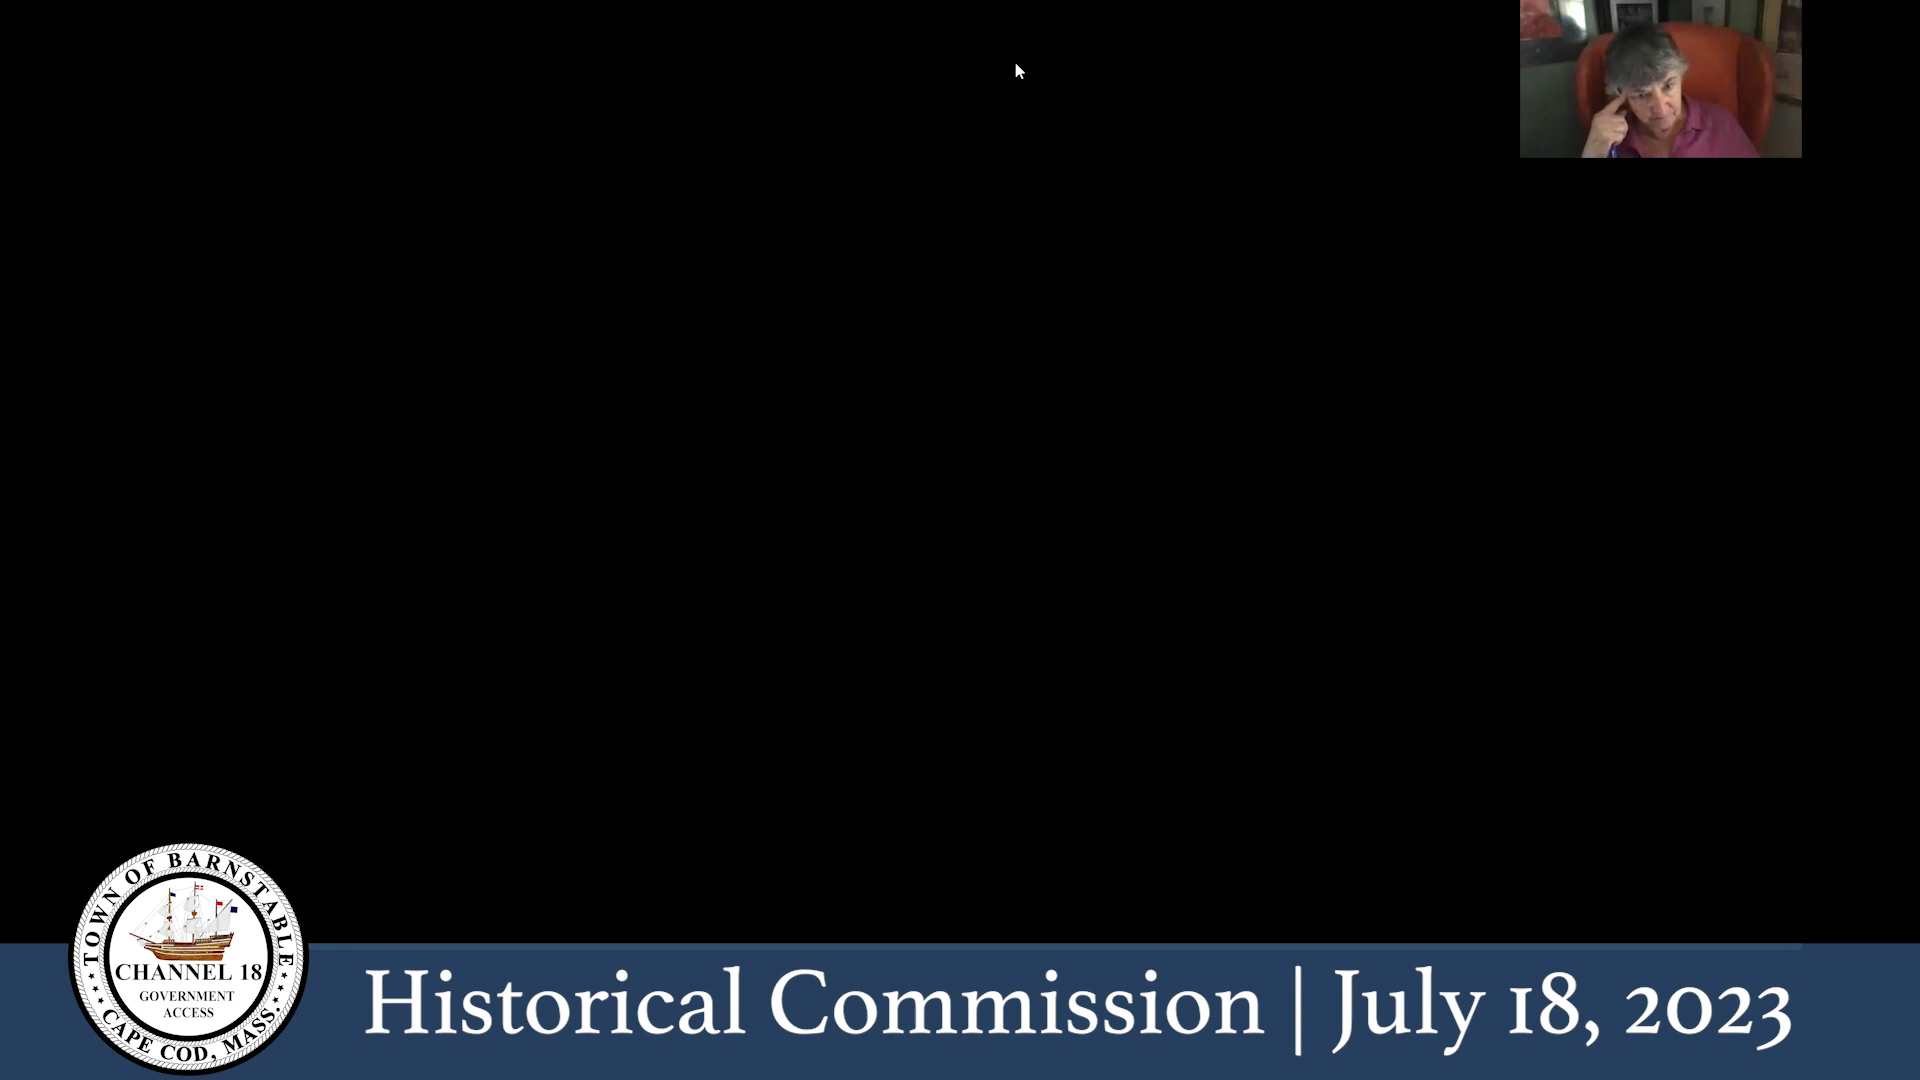 TOWN OF BARNSTABLE
CHANNEL 18
GOVERNMENT
ACCESS
CAPE COD, MASS.
Historical Commission | July 18, 2023